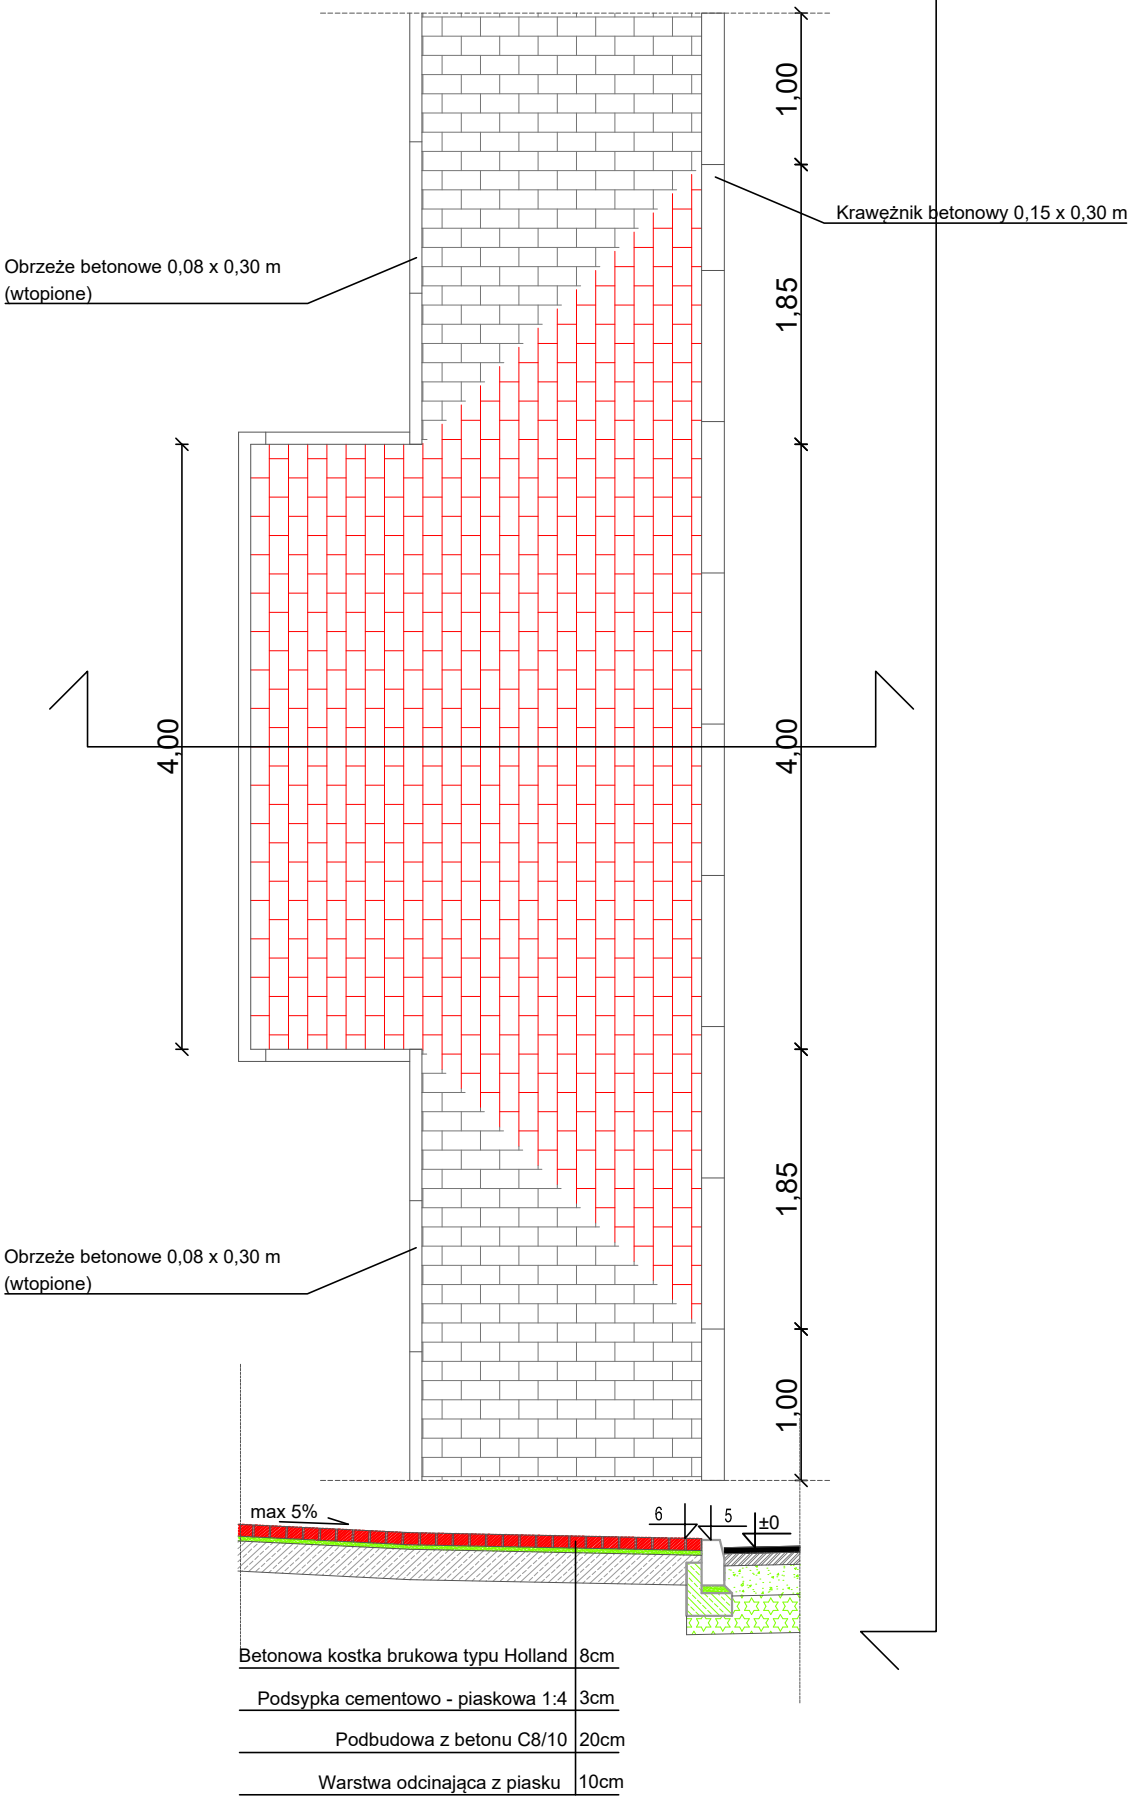 1,00
Krawężnik betonowy 0,15 x 0,30 m
Obrzeże betonowe 0,08 x 0,30 m
(wtopione)
1,85
4,00
4,00
1,85
Obrzeże betonowe 0,08 x 0,30 m
(wtopione)
1,00
max 5%
6
5
±0
Betonowa kostka brukowa typu Holland 8cm
Podsypka cementowo - piaskowa 1:4 3cm
Podbudowa z betonu C8/10 20cm
Warstwa odcinająca z piasku 10cm